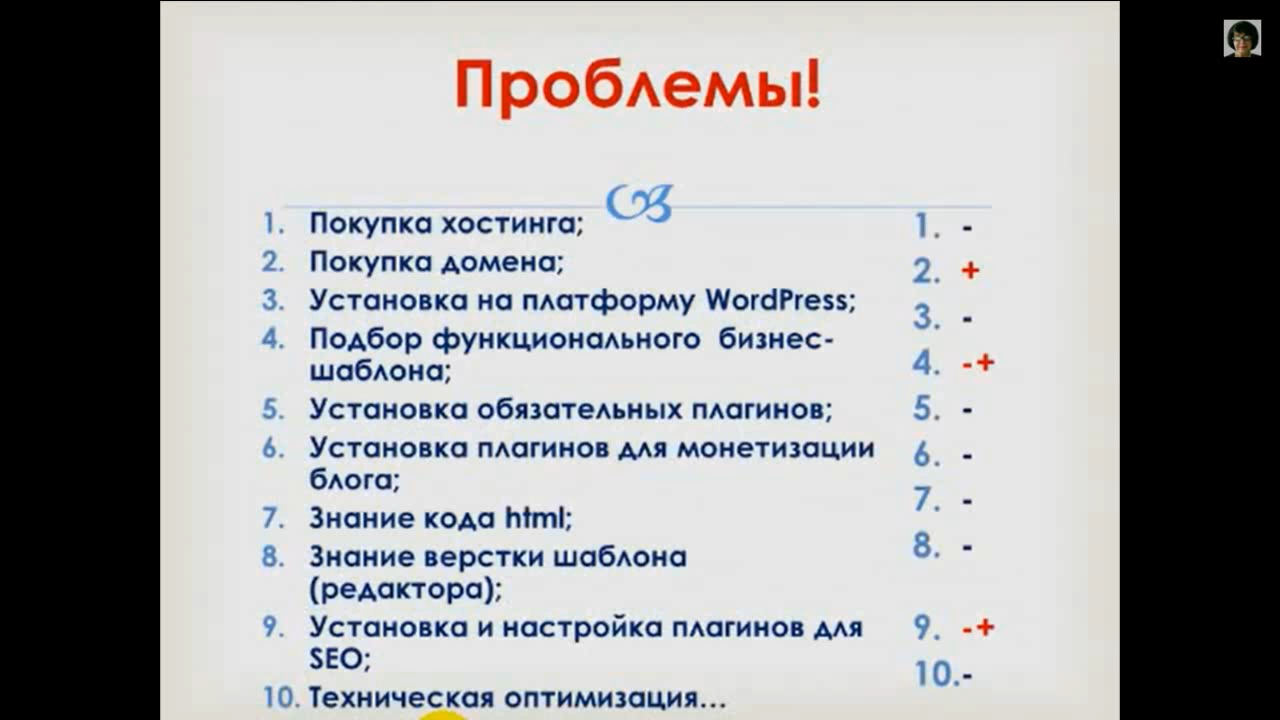 Проблемы!
1. Покупка хостинга;
2. Покупка домена;
3. Установка на платформу WordPress;
4. Подбор функционального бизнес-
шаблона;
5. Установка обязательных плагинов;
6. Установка плагинов для монетизации
блога;
7. Знание кода html;
8. Знание верстки шаблона
(редактора);
9. Установка и настройка плагинов для
SEO;
10. Техническая оптимизация...
1. -
2. +
3. -
4. -+
5. -
6. -
7. -
8. -
9. -+
10.-